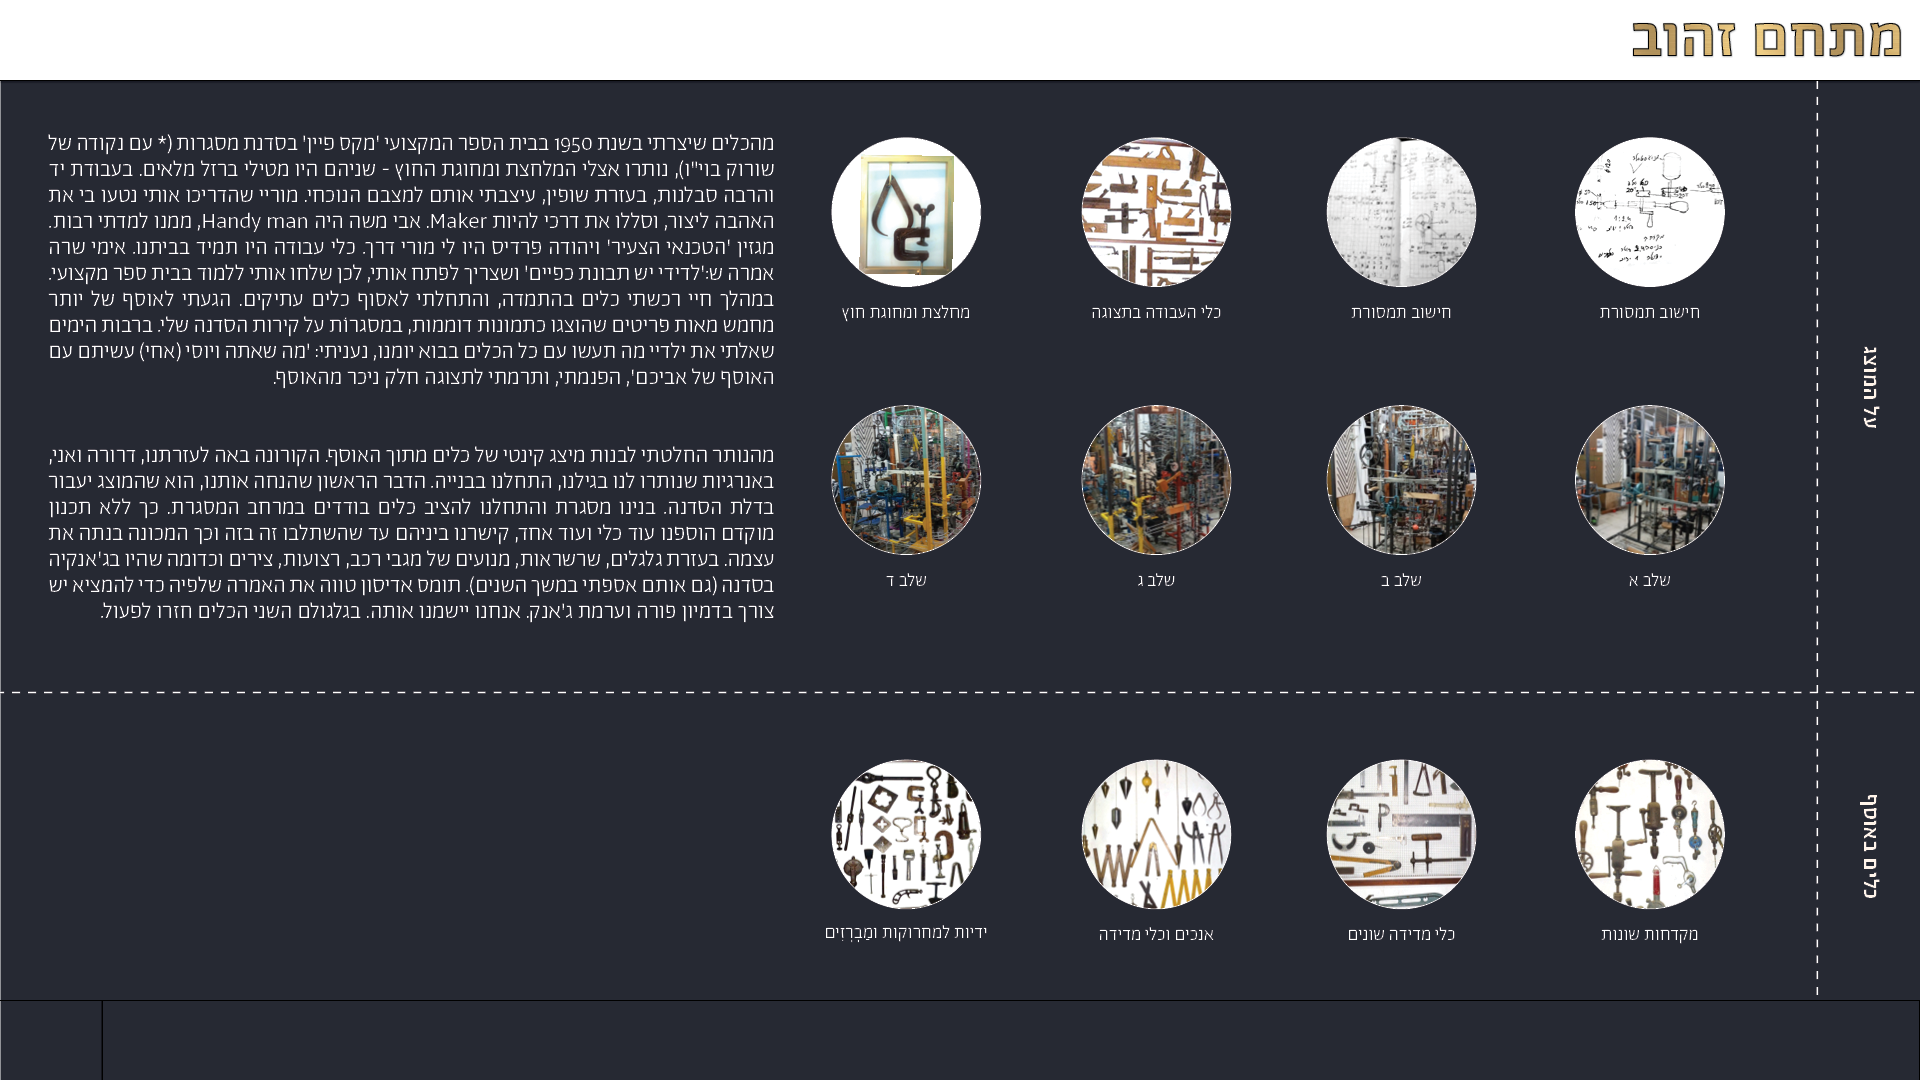 מתחם זהוב
על המוצג
חישוב תמסורת
חישוב תמסורת
כלי העבודה בתצוגה
מחלצת ומחוגת חוץ
שלב א
שלב ב
שלב ג
שלב ד
מהכלים שיצרתי בשנת 1950 בבית הספר המקצועי 'מקס פיין' בסדנת מסגרות (* עם נקודה של
שורוק בוי"ו), נותרו אצלי המלחצת ומחוגת החוץ - שניהם היו מטילי ברזל מלאים. בעבודת יד
והרבה סבלנות, בעזרת שופין, עיצבתי אותם למצבם הנוכחי. מוריי שהדריכו אותי נטעו בי את
האהבה ליצור, וסללו את דרכי להיות Maker. אבי משה היה Handy man, ממנו למדתי רבות.
מגזין 'הטכנאי הצעיר' ויהודה פרדיס היו לי מורי דרך. כלי עבודה היו תמיד בביתנו. אימי שרה
אמרה ש:'לדידי יש תבונת כפיים' ושצריך לפתח אותי, לכן שלחו אותי ללמוד בבית ספר מקצועי.
במהלך חיי רכשתי כלים בהתמדה, והתחלתי לאסוף כלים עתיקים. הגעתי לאוסף של יותר
מחמש מאות פריטים שהוצגו כתמונות דוממות, במסגרוֹת על קירות הסדנה שלי. ברבות הימים
שאלתי את ילדיי מה תעשו עם כל הכלים בבוא יומנו, נעניתי: 'מה שאתה ויוסי (אחי) עשיתם עם
האוסף של אביכם', הפנמתי, ותרמתי לתצוגה חלק ניכר מהאוסף.
מהנותר החלטתי לבנות מיצג קינטי של כלים מתוך האוסף. הקורונה באה לעזרתנו, דרורה ואני,
באנרגיות שנותרו לנו בגילנו, התחלנו בבנייה. הדבר הראשון שהנחה אותנו, הוא שהמוצג יעבור
בדלת הסדנה. בנינו מסגרת והתחלנו להציב כלים בודדים במרחב המסגרת. כך ללא תכנון
מוקדם הוספנו עוד כלי ועוד אחד, קישרנו ביניהם עד שהשתלבו זה בזה וכך המכונה בנתה את
עצמה. בעזרת גלגלים, שרשראות, מנועים של מגבי רכב, רצועות, צירים וכדומה שהיו בג'אנקיה
בסדנה (גם אותם אספתי במשך השנים). תומס אדיסון טווה את האמרה שלפיה כדי להמציא יש
צורך בדמיון פורה וערמת ג'אנק. אנחנו יישמנו אותה. בגלגולם השני הכלים חזרו לפעול.
כלים באוסף
מקדחות שונות
כלי מדידה שונים
אנכים וכלי מדידה
ידיות למחרוקות ומַבְרְזִים